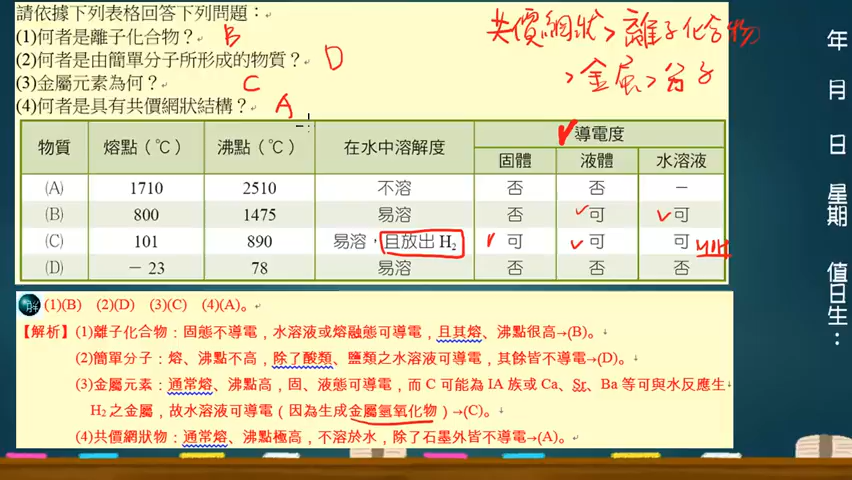 請依據下列表格回答下列問題：
(1)何者是離子化合物？ B
(2)何者是由簡單分子所形成的物質？ D
(3)金屬元素為何？ C
(4)何者是具有共價網狀結構？ A
共價網狀>離子化合物
>金屬>分子
物質 熔點（℃） 沸點（℃） 在水中溶解度 導電度
固體 液體 水溶液
(A) 1710 2510 不溶 否 否 －
(B) 800 1475 易溶 否 可 可
(C) 101 890 易溶，且放出 H₂ 可 可 可
(D) －23 78 易溶 否 否 否
解 (1)(B) (2)(D) (3)(C) (4)(A)。
【解析】(1)離子化合物：固態不導電，水溶液或熔融態可導電，且其熔、沸點很高→(B)。
(2)簡單分子：熔、沸點不高，除了酸類、鹽類之水溶液可導電，其餘皆不導電→(D)。
(3)金屬元素：通常熔、沸點高，固、液態可導電，而 C 可能為 IA 族或 Ca、Sr、Ba 等可與水反應生
H₂之金屬，故水溶液可導電（因為生成金屬氫氧化物）→(C)。
(4)共價網狀物：通常熔、沸點極高，不溶於水，除了石墨外皆不導電→(A)。
年
月
日
星期
值日生：